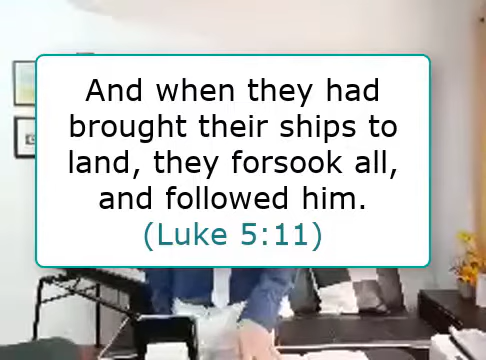 And when they had
brought their ships to
land, they forsook all,
and followed him.
(Luke 5:11)